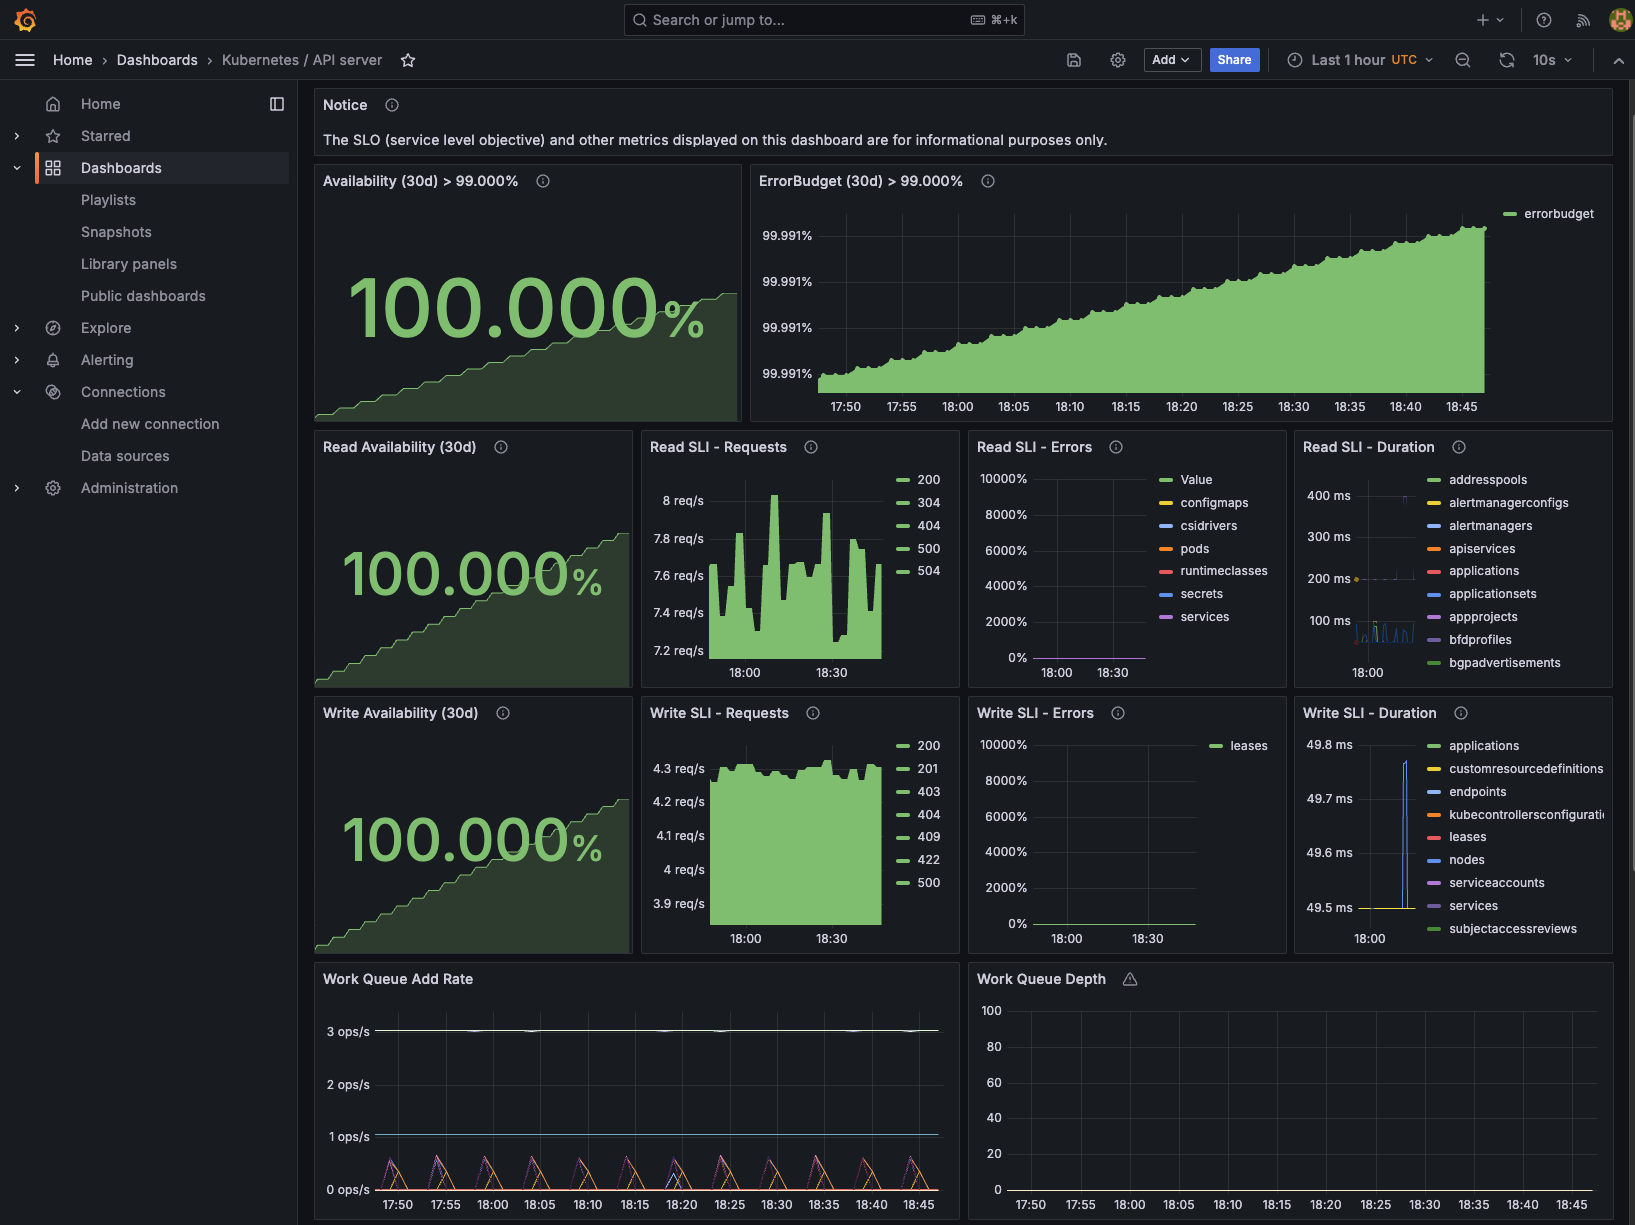 Search or jump to...
⌘+k
Home
Dashboards
Kubernetes / API server
Add
Share
Last 1 hour UTC
10s
Home
Starred
Dashboards
Playlists
Snapshots
Library panels
Public dashboards
Explore
Alerting
Connections
Add new connection
Data sources
Administration
Notice
The SLO (service level objective) and other metrics displayed on this dashboard are for informational purposes only.
Availability (30d) > 99.000%
100.000%
ErrorBudget (30d) > 99.000%
99.991%
99.991%
99.991%
99.991%
17:50 17:55 18:00 18:05 18:10 18:15 18:20 18:25 18:30 18:35 18:40 18:45
errorbudget
Read Availability (30d)
100.000%
Read SLI - Requests
8 req/s
7.8 req/s
7.6 req/s
7.4 req/s
7.2 req/s
18:00 18:30
200
304
404
500
504
Read SLI - Errors
10000%
8000%
6000%
4000%
2000%
0%
18:00 18:30
Value
configmaps
csidrivers
pods
runtimeclasses
secrets
services
Read SLI - Duration
400 ms
300 ms
200 ms
100 ms
18:00
addresspools
alertmanagerconfigs
alertmanagers
apiservices
applications
applicationsets
appprojects
bfdprofiles
bgpadvertisements
Write Availability (30d)
100.000%
Write SLI - Requests
4.3 req/s
4.2 req/s
4.1 req/s
4 req/s
3.9 req/s
18:00 18:30
200
201
403
404
409
422
500
Write SLI - Errors
10000%
8000%
6000%
4000%
2000%
0%
18:00 18:30
leases
Write SLI - Duration
49.8 ms
49.7 ms
49.6 ms
49.5 ms
18:00
applications
customresourcedefinitions
endpoints
kubecontrollersconfigurati
leases
nodes
serviceaccounts
services
subjectaccessreviews
Work Queue Add Rate
3 ops/s
2 ops/s
1 ops/s
0 ops/s
17:50 17:55 18:00 18:05 18:10 18:15 18:20 18:25 18:30 18:35 18:40 18:45
Work Queue Depth
100
80
60
40
20
0
17:50 17:55 18:00 18:05 18:10 18:15 18:20 18:25 18:30 18:35 18:40 18:45